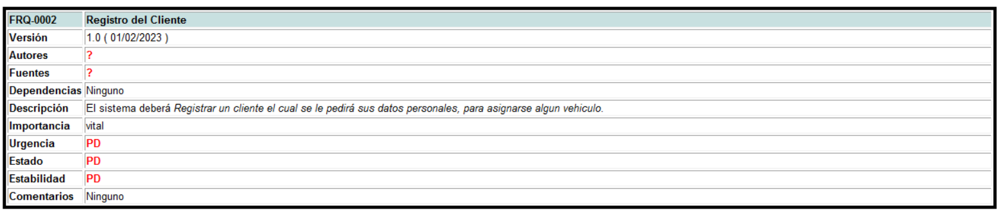 FRQ-0002 Registro del Cliente
Versión 1.0 ( 01/02/2023 )
Autores ?
Fuentes ?
Dependencias Ninguno
Descripción El sistema deberá Registrar un cliente el cual se le pedirá sus datos personales, para asignarse algun vehiculo.
Importancia vital
Urgencia PD
Estado PD
Estabilidad PD
Comentarios Ninguno